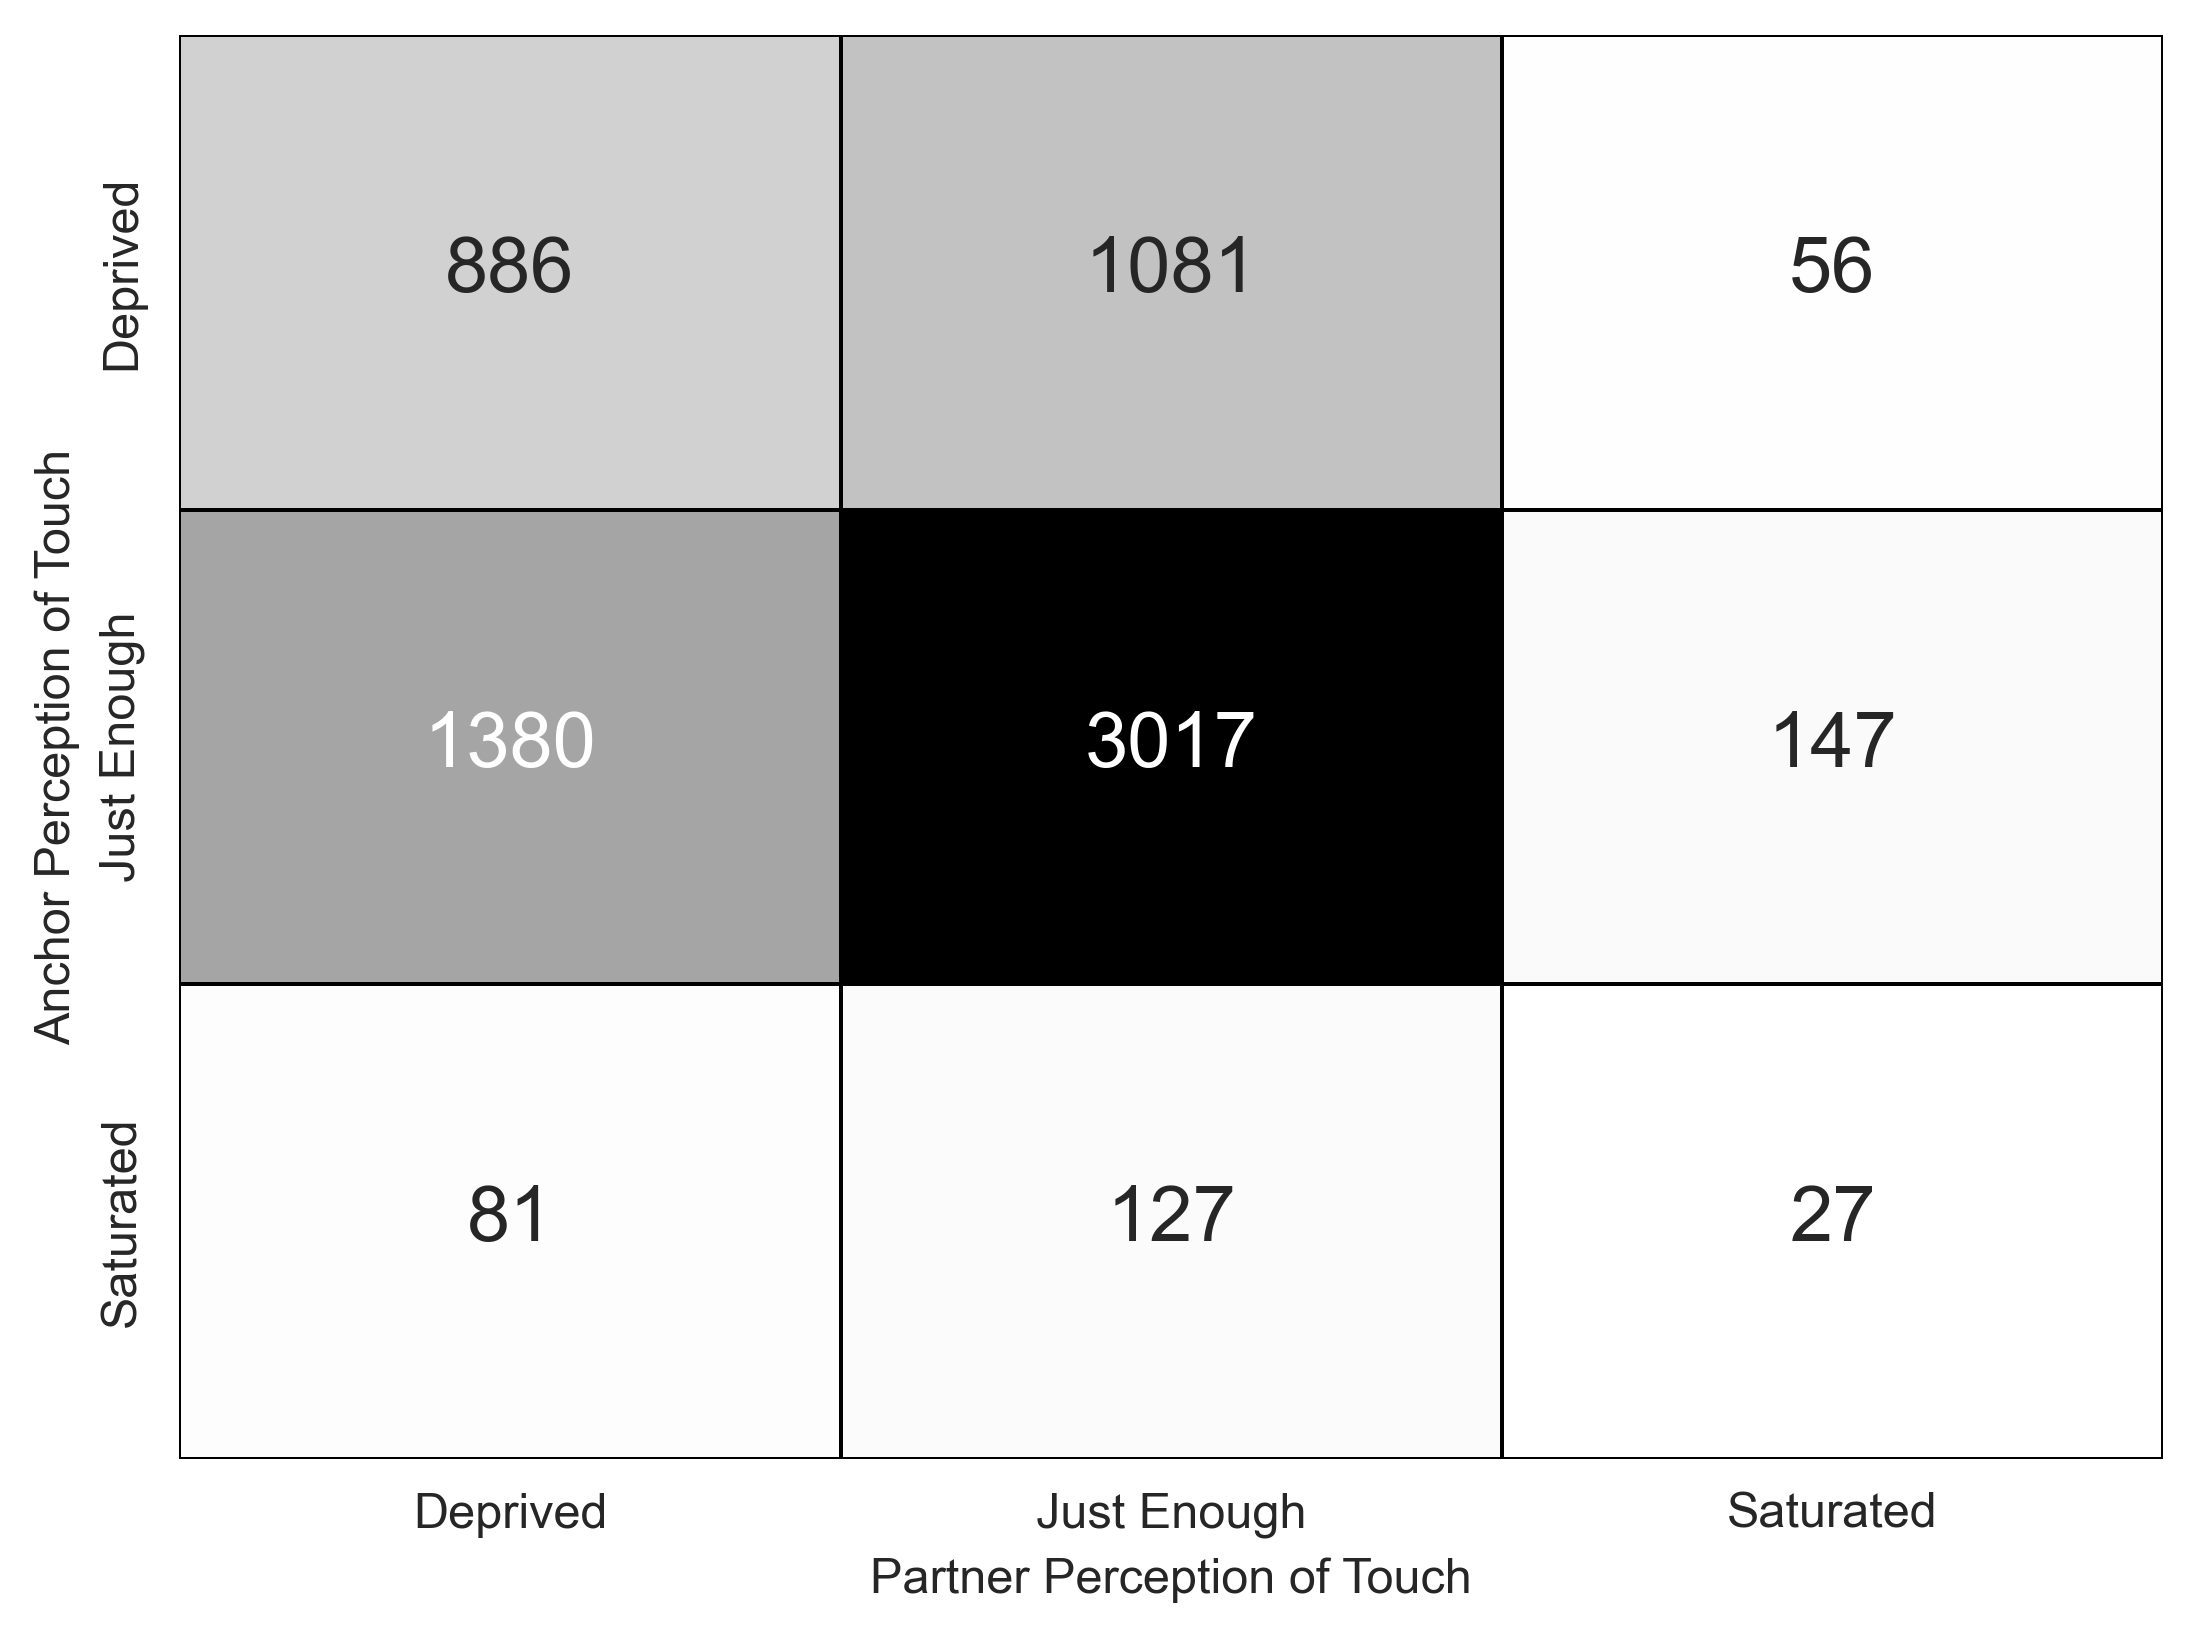 Anchor Perception of Touch
Deprived
886 1081 56
Just Enough
1380 3017 147
Saturated
81 127 27
Deprived Just Enough Saturated
Partner Perception of Touch